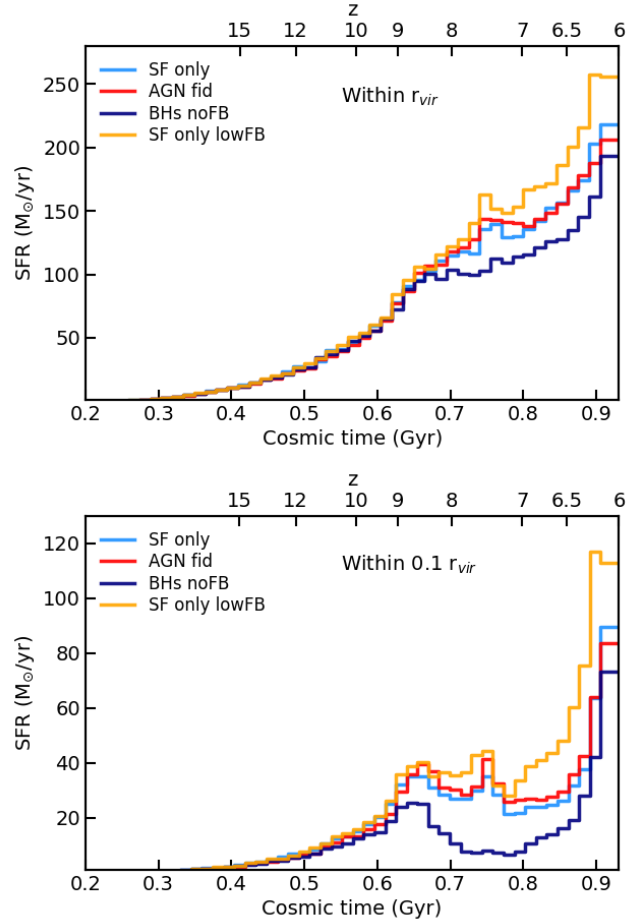 z
15 12 10 9 8 7 6.5 6
SF only
AGN fid
BHs noFB
SF only lowFB
Within r_vir
250
200
150
100
50
SFR (M☉/yr)
0.2 0.3 0.4 0.5 0.6 0.7 0.8 0.9
Cosmic time (Gyr)
z
15 12 10 9 8 7 6.5 6
SF only
AGN fid
BHs noFB
SF only lowFB
Within 0.1 r_vir
120
100
80
60
40
20
SFR (M☉/yr)
0.2 0.3 0.4 0.5 0.6 0.7 0.8 0.9
Cosmic time (Gyr)